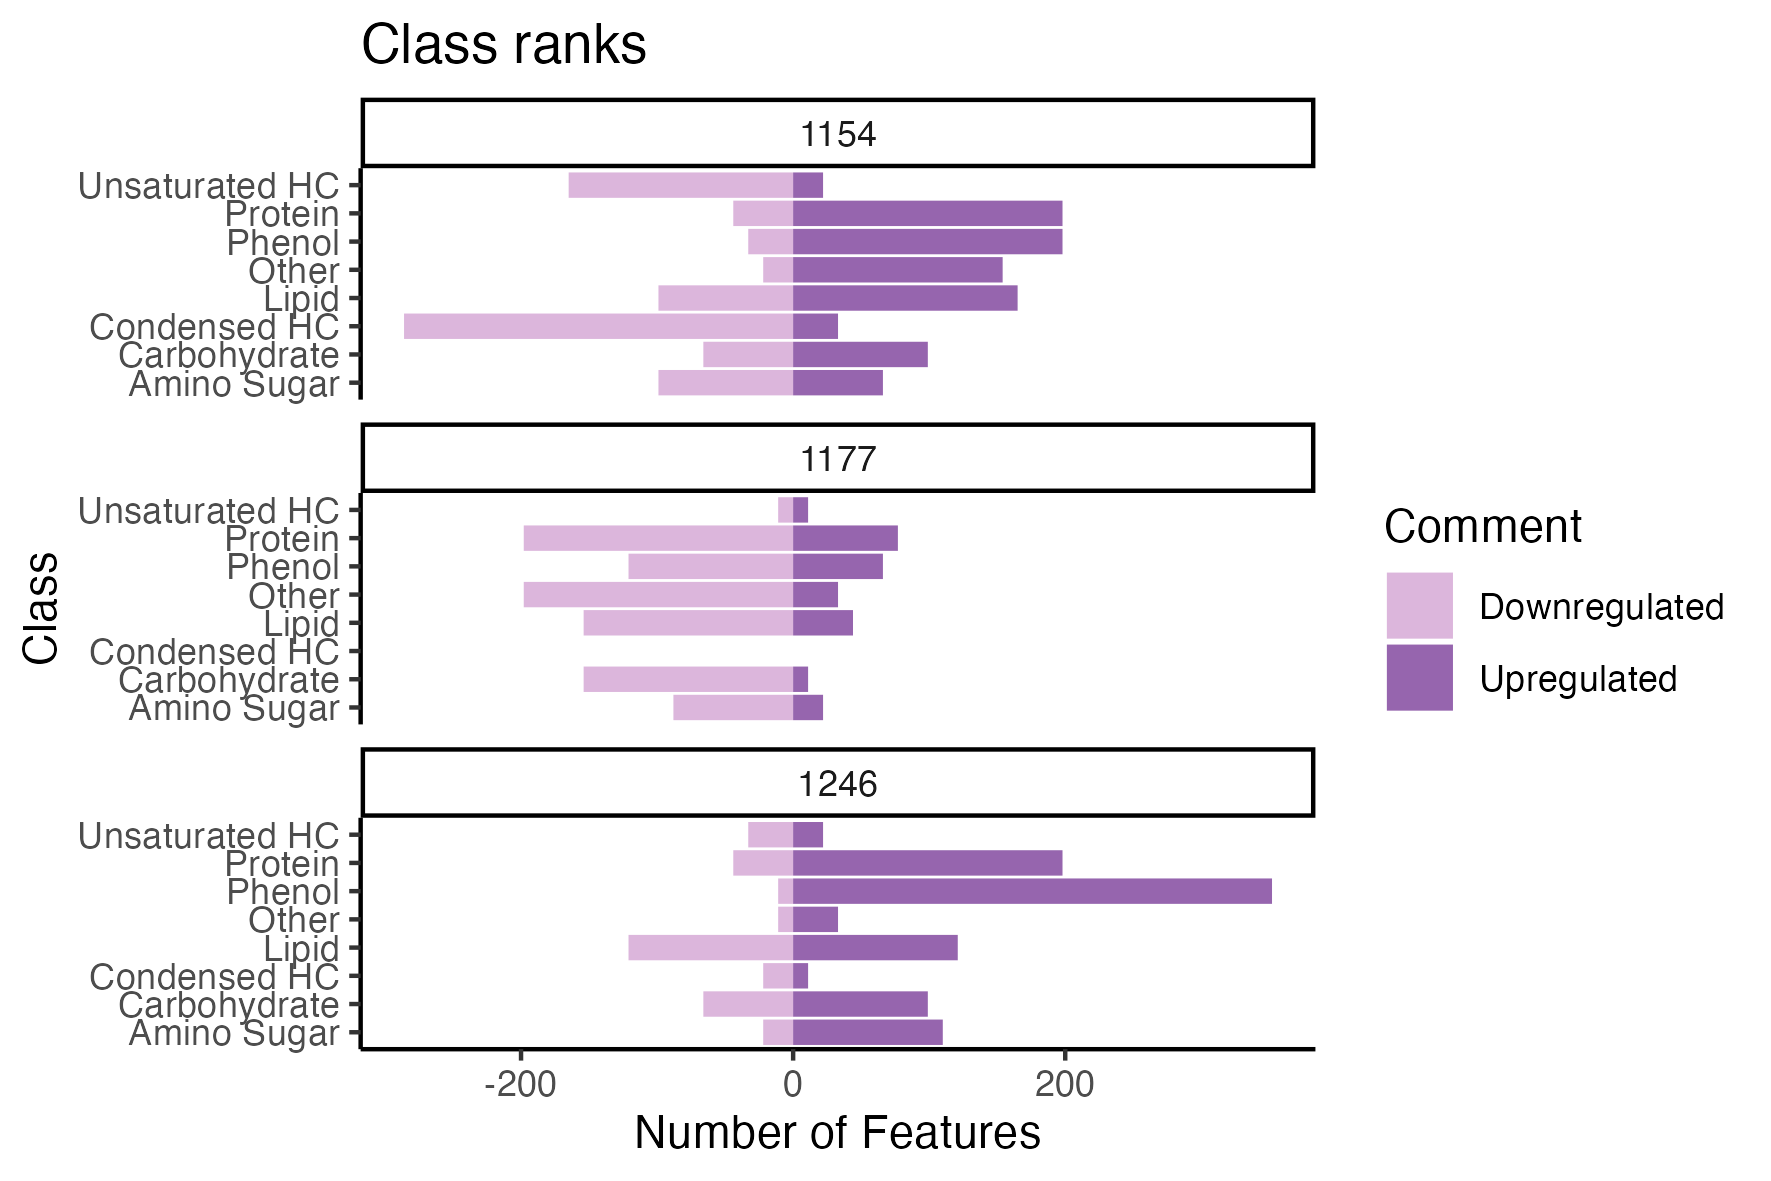 Class ranks
1154
Unsaturated HC
Protein
Phenol
Other
Lipid
Condensed HC
Carbohydrate
Amino Sugar
1177
Unsaturated HC
Protein
Phenol
Other
Lipid
Condensed HC
Carbohydrate
Amino Sugar
1246
Unsaturated HC
Protein
Phenol
Other
Lipid
Condensed HC
Carbohydrate
Amino Sugar
-200 0 200
Number of Features
Class
Comment
Downregulated
Upregulated